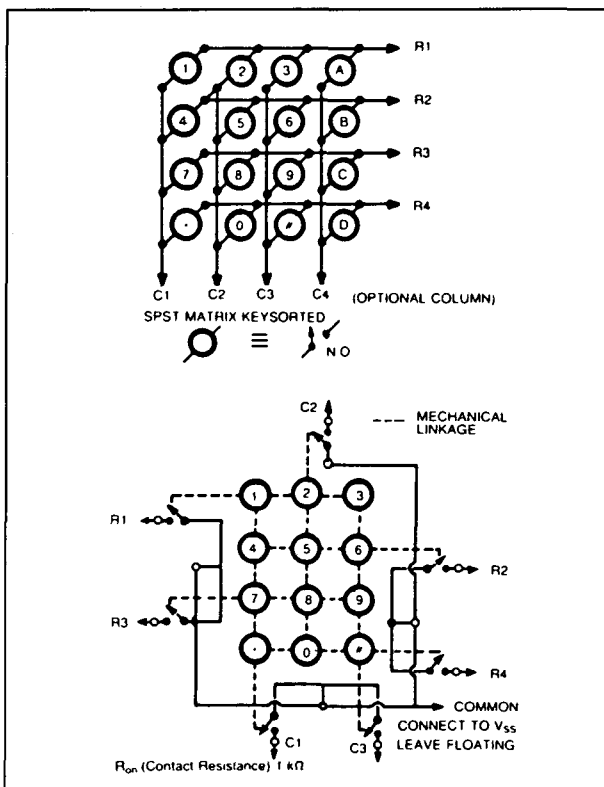 R1
1 2 3 A
R2
4 5 6 B
R3
7 8 9 C
R4
· 0 # D
C1 C2 C3 C4 (OPTIONAL COLUMN)
SPST MATRIX KEYSORTED
≡ N O
C2
--- MECHANICAL
LINKAGE
1 2 3
R1
4 5 6
R2
7 8 9
R3
· 0 #
R4
COMMON
CONNECT TO VSS
C1 C3 LEAVE FLOATING
Ron (Contact Resistance) 1 kΩ